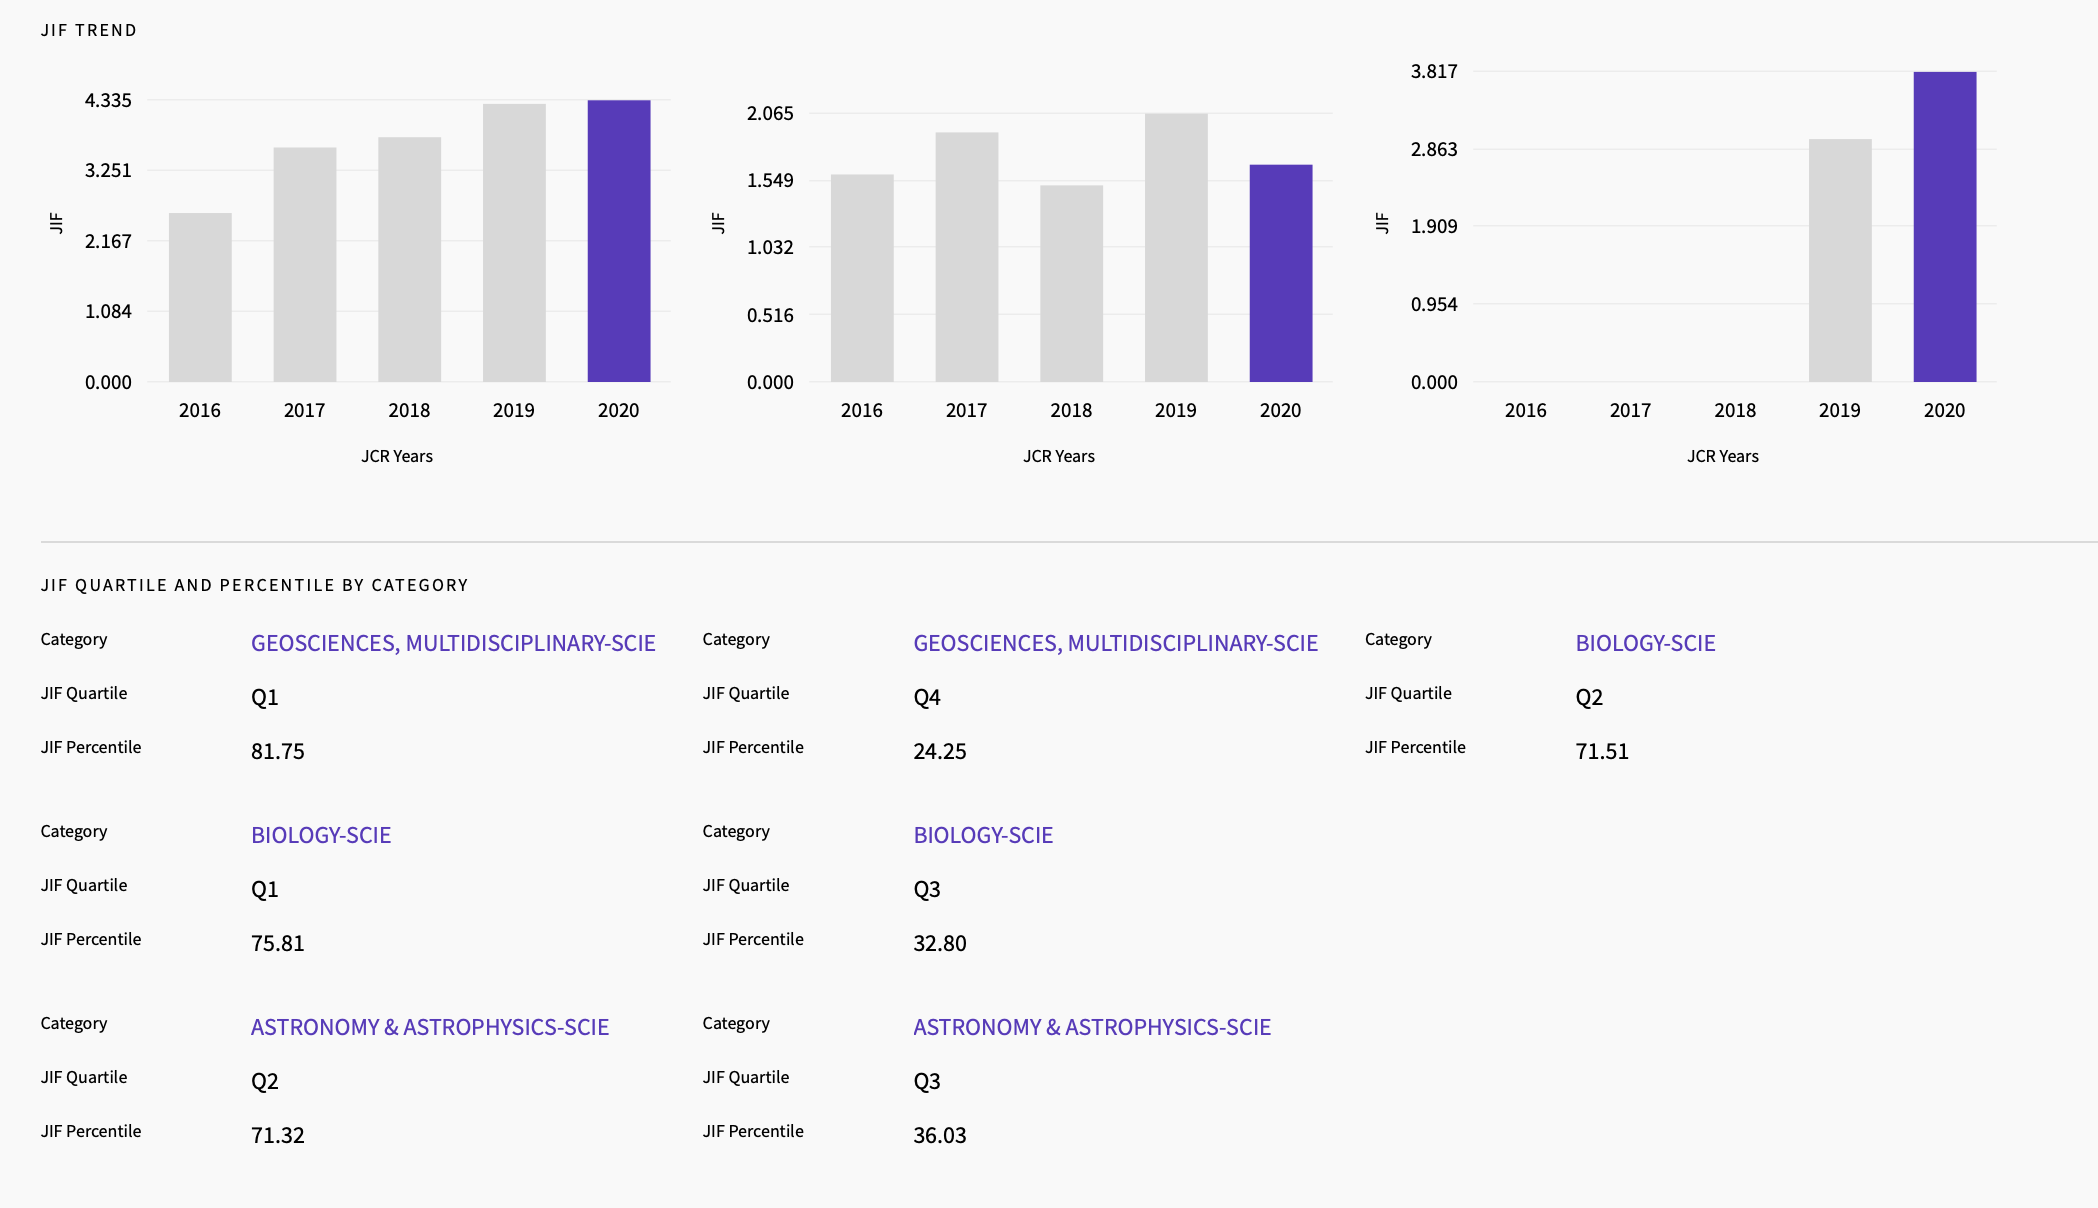 JIF TREND
4.335
3.251
2.167
1.084
0.000
JIF
2016 2017 2018 2019 2020
JCR Years
2.065
1.549
1.032
0.516
0.000
JIF
2016 2017 2018 2019 2020
JCR Years
3.817
2.863
1.909
0.954
0.000
JIF
2016 2017 2018 2019 2020
JCR Years
JIF QUARTILE AND PERCENTILE BY CATEGORY
Category GEOSCIENCES, MULTIDISCIPLINARY-SCIE
JIF Quartile Q1
JIF Percentile 81.75
Category BIOLOGY-SCIE
JIF Quartile Q1
JIF Percentile 75.81
Category ASTRONOMY & ASTROPHYSICS-SCIE
JIF Quartile Q2
JIF Percentile 71.32
Category GEOSCIENCES, MULTIDISCIPLINARY-SCIE
JIF Quartile Q4
JIF Percentile 24.25
Category BIOLOGY-SCIE
JIF Quartile Q3
JIF Percentile 32.80
Category ASTRONOMY & ASTROPHYSICS-SCIE
JIF Quartile Q3
JIF Percentile 36.03
Category BIOLOGY-SCIE
JIF Quartile Q2
JIF Percentile 71.51